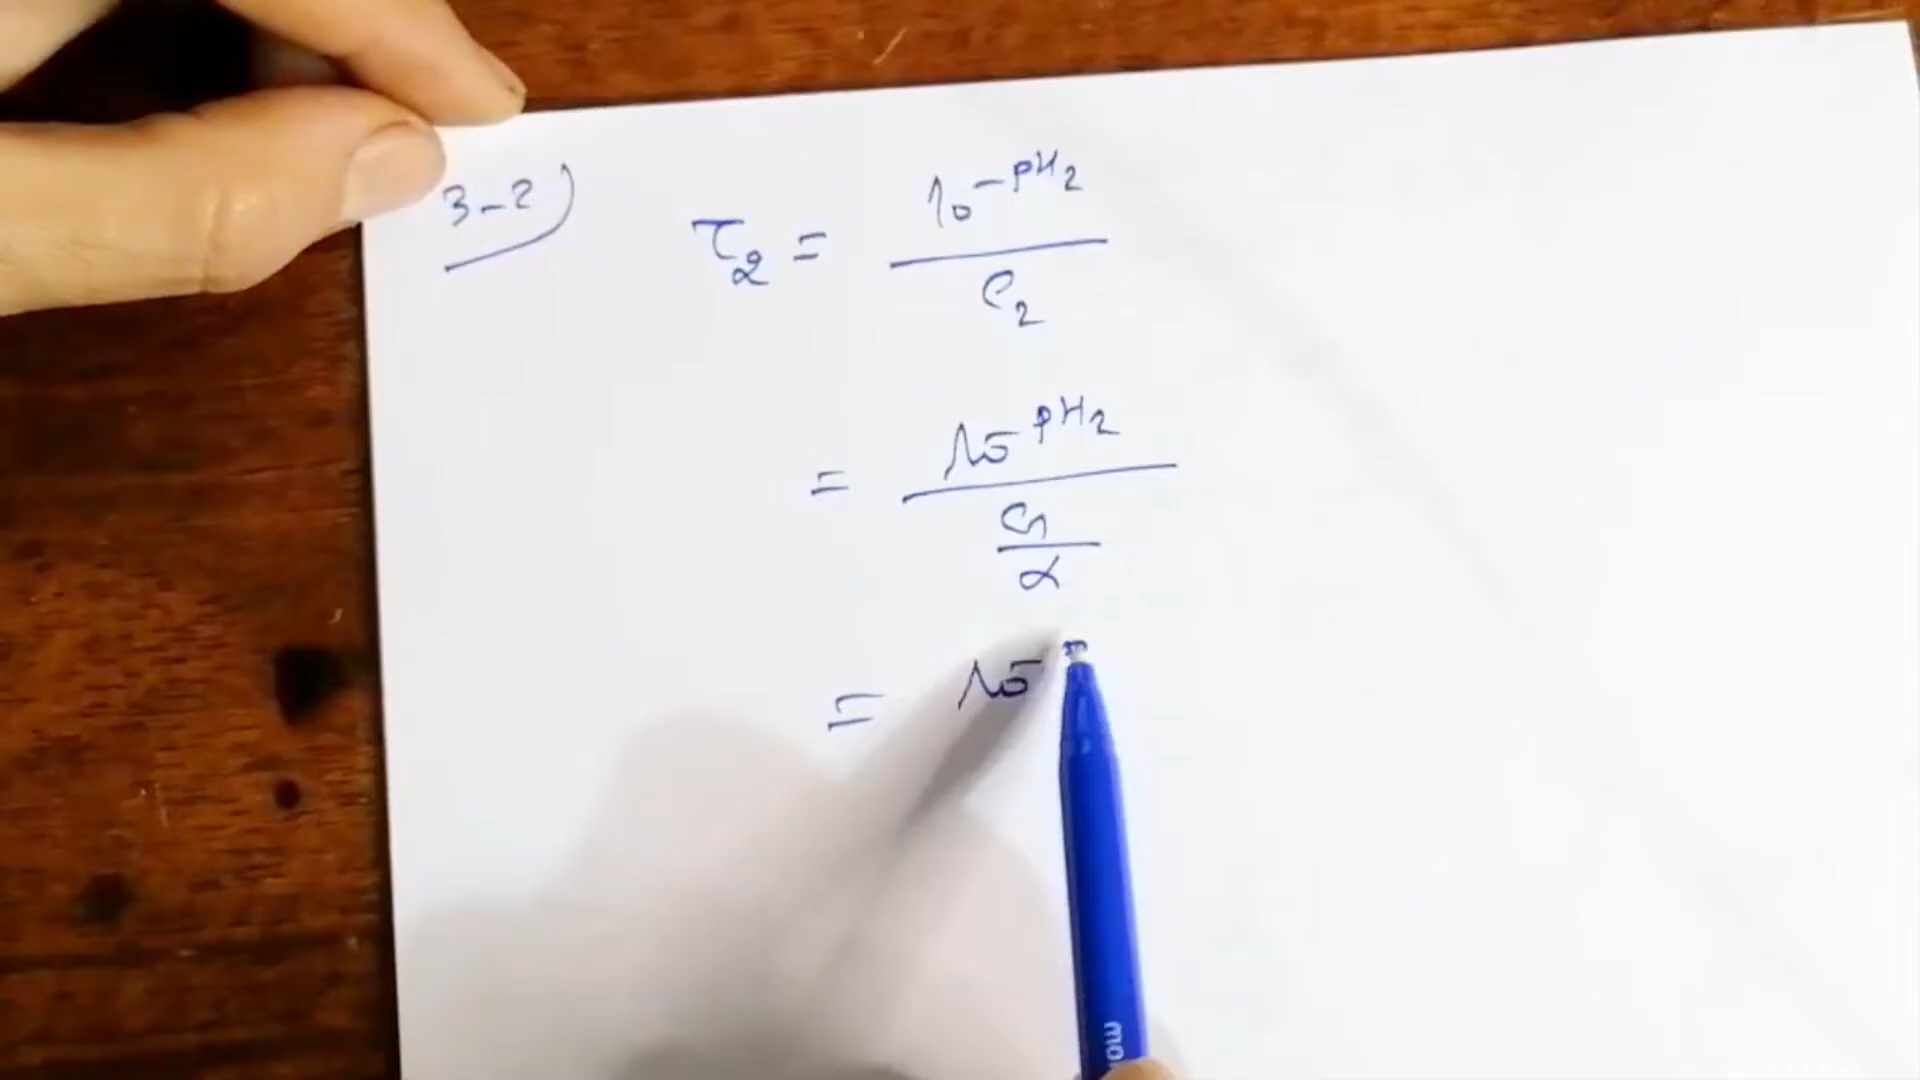 3-2)
τ₂ = 10^-pH₂ / C₂
= 10^-pH₂ / (C₁/α)
= 10^-